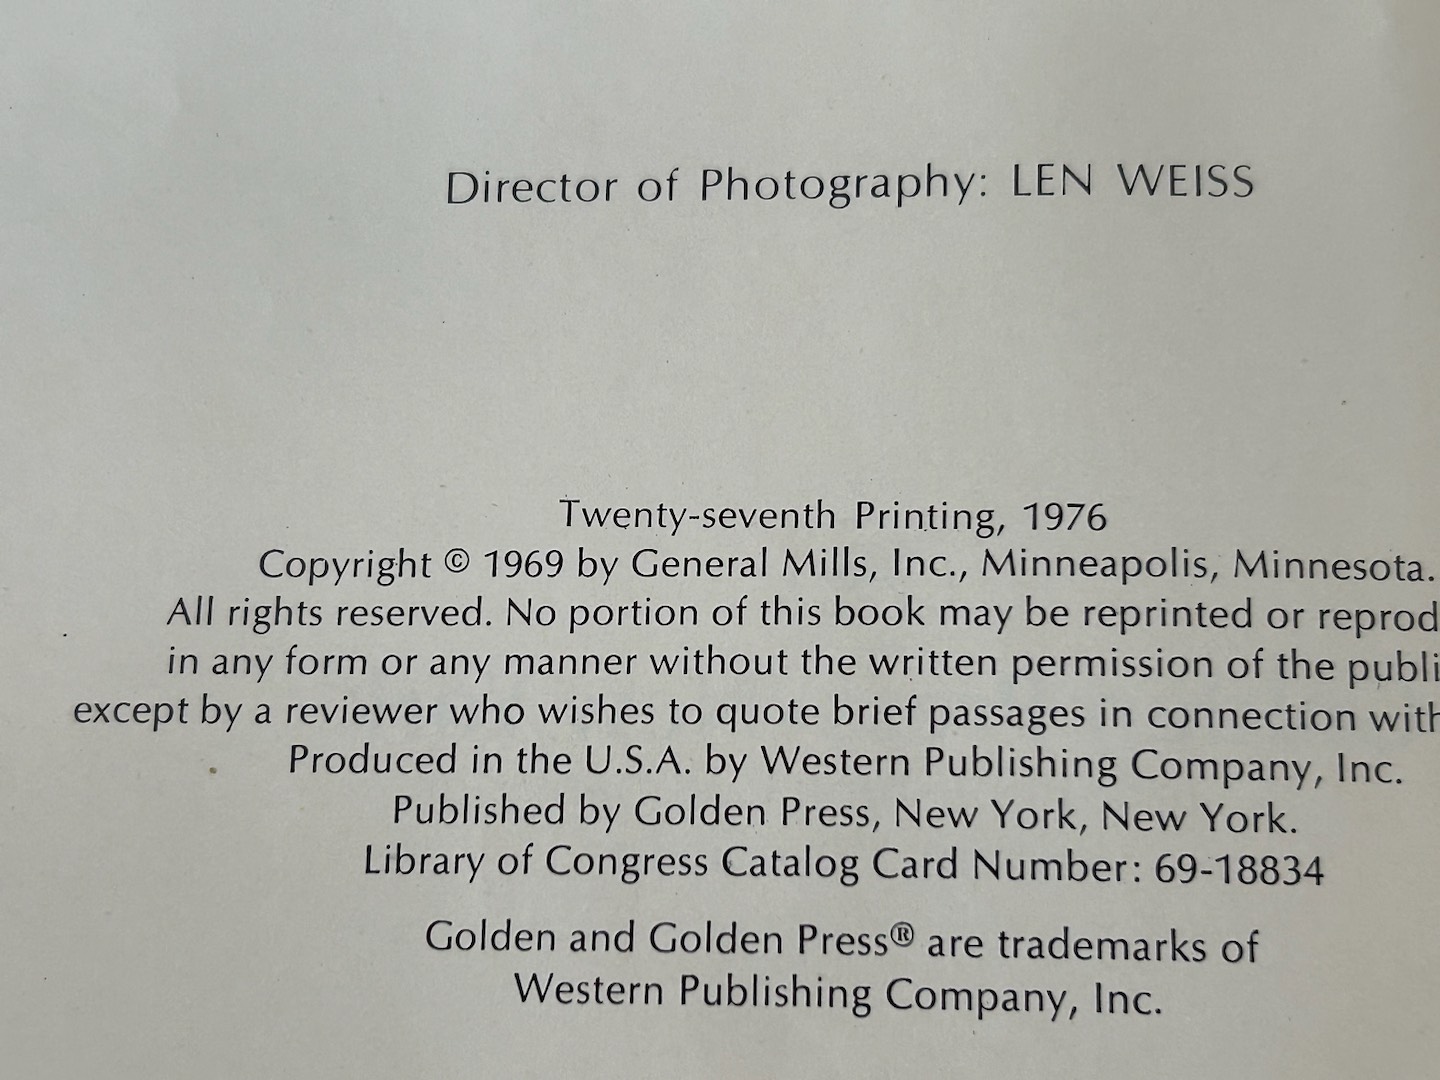 Director of Photography: LEN WEISS
Twenty-seventh Printing, 1976
Copyright © 1969 by General Mills, Inc., Minneapolis, Minnesota.
All rights reserved. No portion of this book may be reprinted or reprod
in any form or any manner without the written permission of the publi
except by a reviewer who wishes to quote brief passages in connection with
Produced in the U.S.A. by Western Publishing Company, Inc.
Published by Golden Press, New York, New York.
Library of Congress Catalog Card Number: 69-18834
Golden and Golden Press® are trademarks of
Western Publishing Company, Inc.